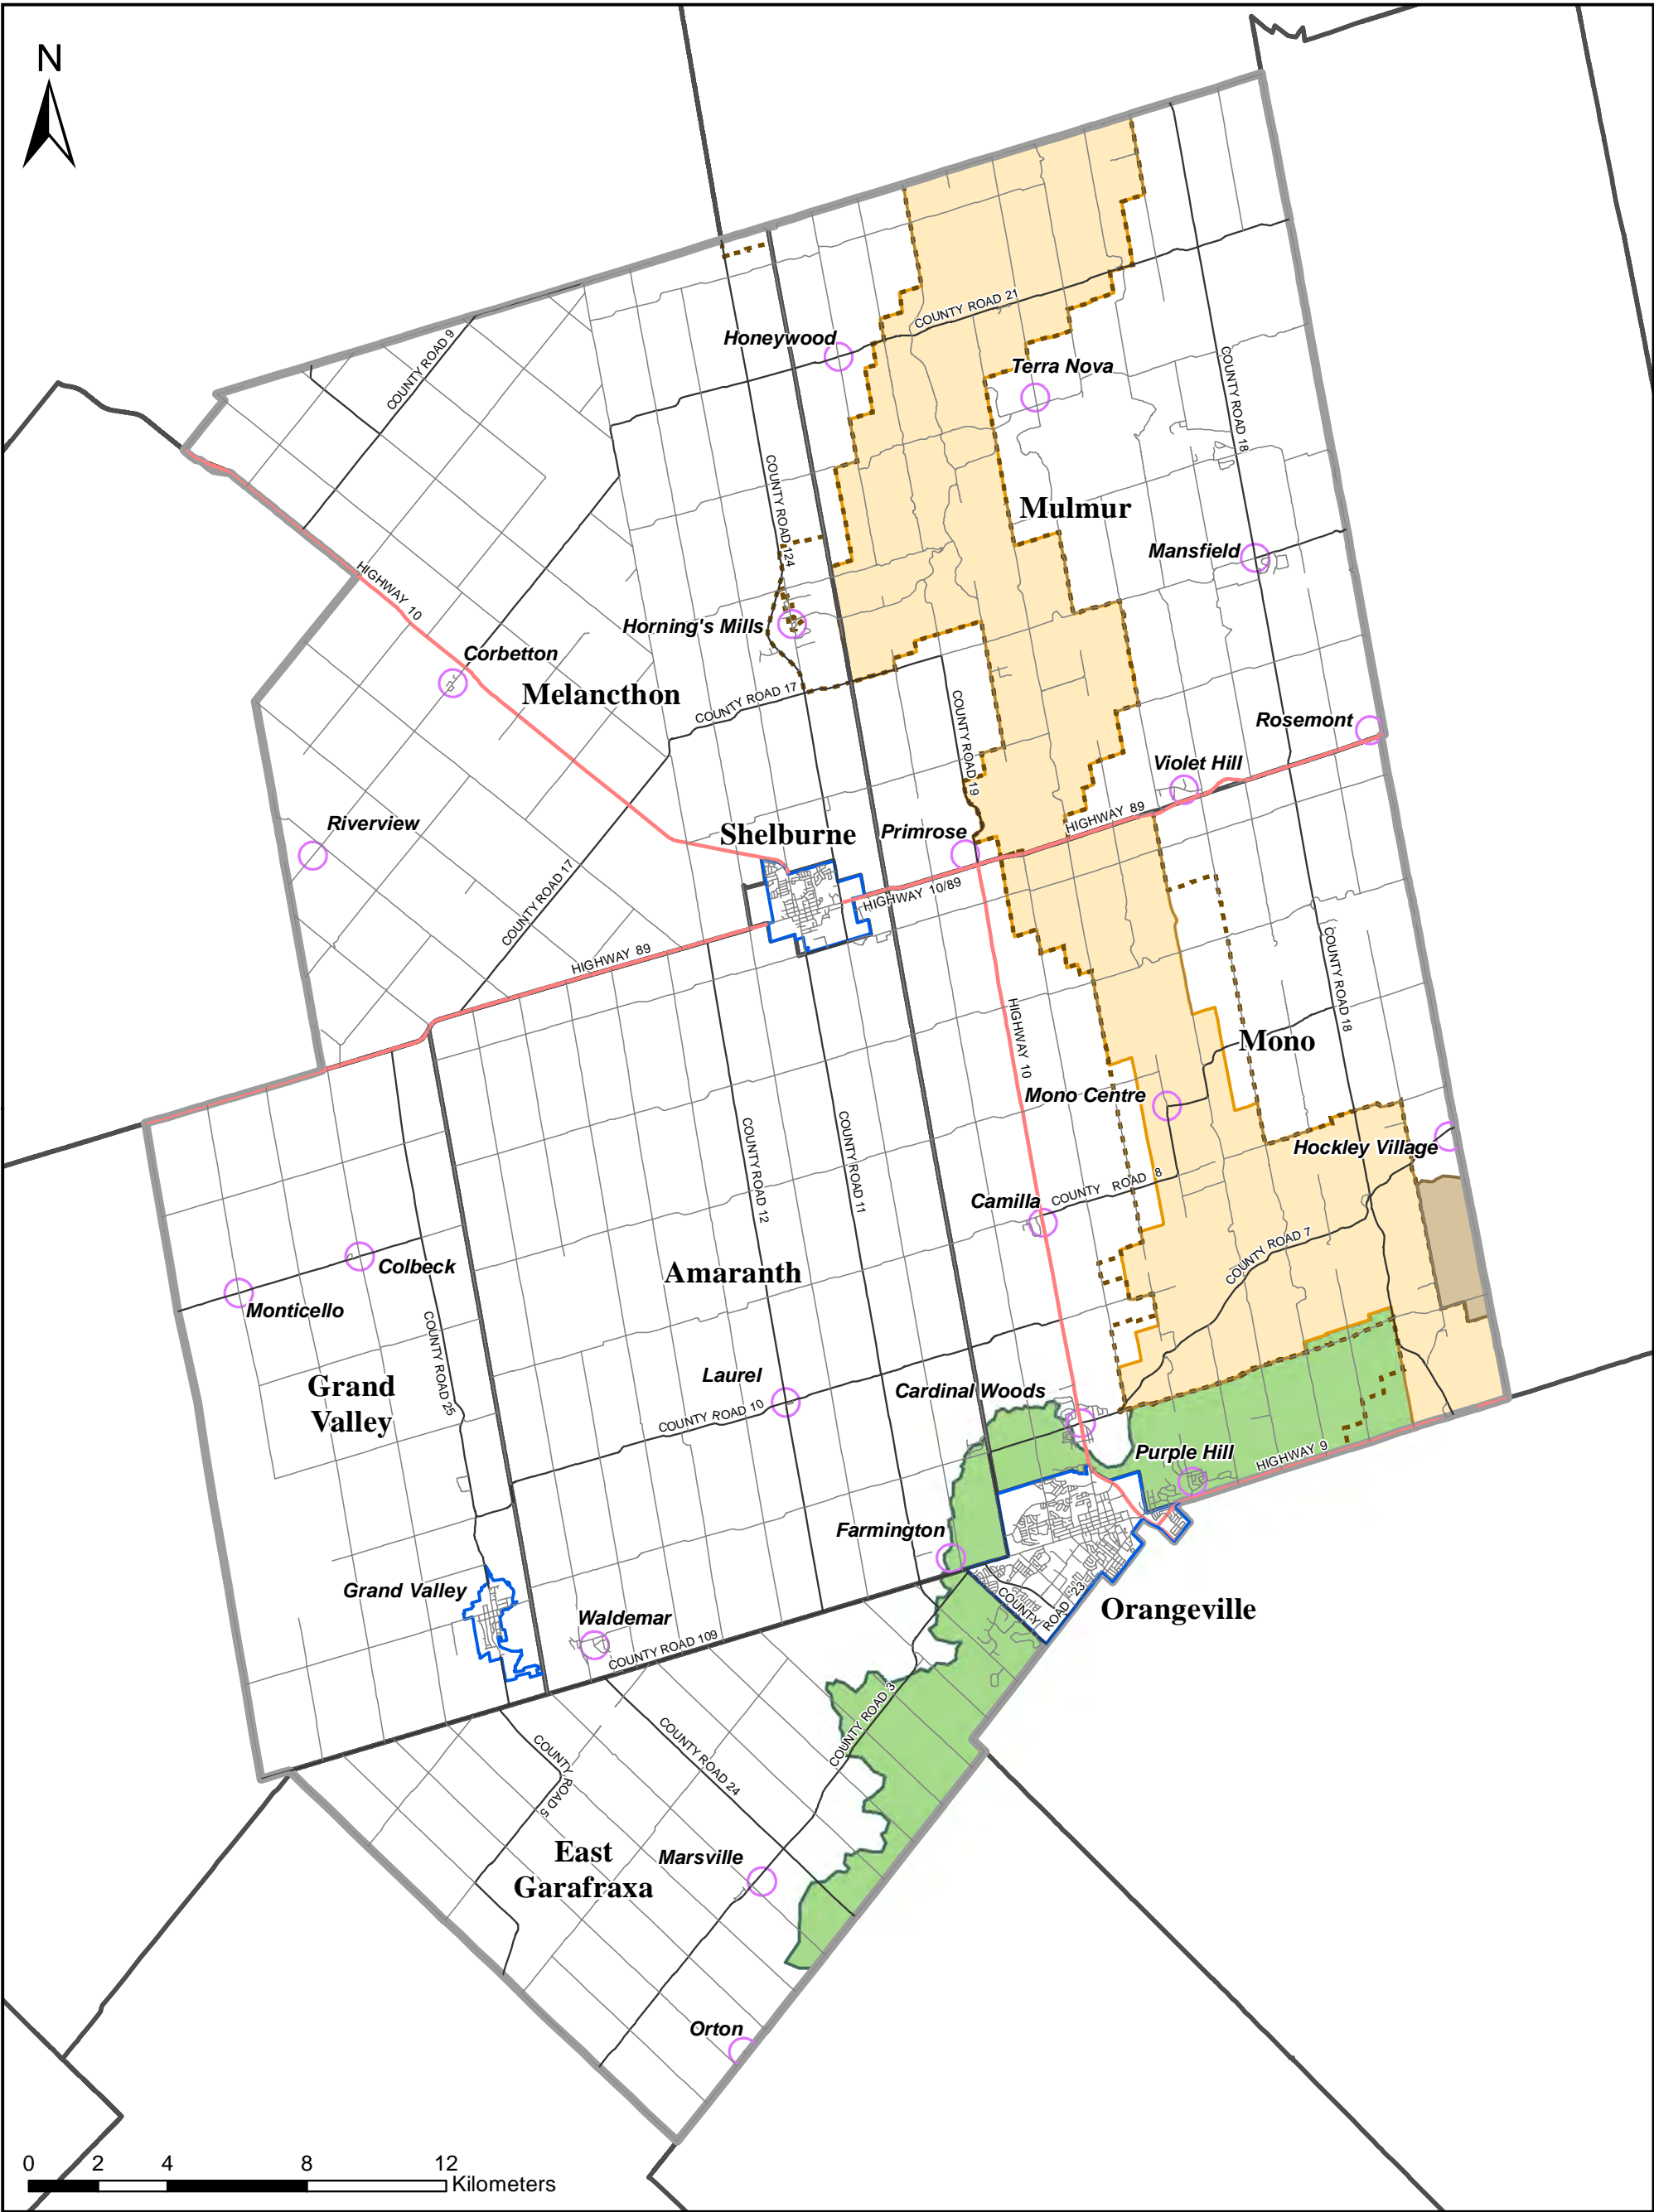 N
COUNTY ROAD 9
COUNTY ROAD 21
Honeywood
Terra Nova
COUNTY ROAD 18
COUNTY ROAD 124
Mulmur
Mansfield
HIGHWAY 10
Horning's Mills
Corbetton
Melancthon
COUNTY ROAD 17
COUNTY ROAD 19
Rosemont
Violet Hill
HIGHWAY 89
Riverview
Shelburne
Primrose
HIGHWAY 10/89
COUNTY ROAD 17
HIGHWAY 89
COUNTY ROAD 18
HIGHWAY 10
Mono
Mono Centre
COUNTY ROAD 12
COUNTY ROAD 11
Hockley Village
COUNTY ROAD 8
Camilla
COUNTY ROAD 7
Colbeck
Amaranth
Monticello
COUNTY ROAD 25
Laurel
Grand
Valley
Cardinal Woods
COUNTY ROAD 10
Purple Hill
HIGHWAY 9
Farmington
Grand Valley
COUNTY ROAD 23
Orangeville
Waldemar
COUNTY ROAD 109
COUNTY ROAD 3
COUNTY ROAD 24
COUNTY ROAD 5
East
Garafraxa
Marsville
Orton
0 2 4 8 12
Kilometers